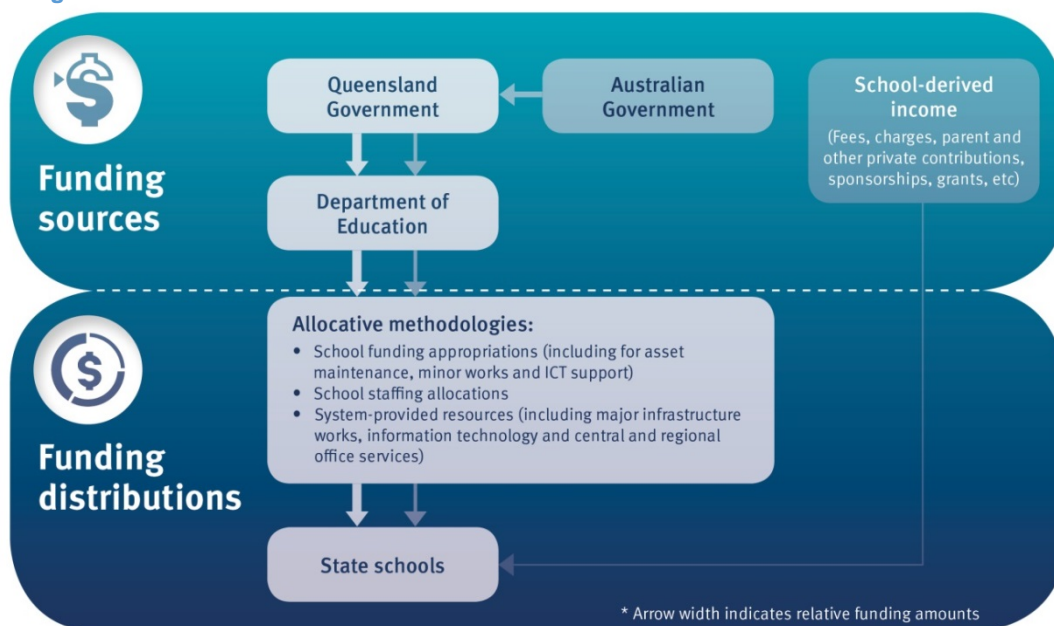 Funding
sources
Queensland
Government
Australian
Government
School-derived
income
(Fees, charges, parent and
other private contributions,
sponsorships, grants, etc)
Department of
Education
Funding
distributions
Allocative methodologies:
• School funding appropriations (including for asset
maintenance, minor works and ICT support)
• School staffing allocations
• System-provided resources (including major infrastructure
works, information technology and central and regional
office services)
State schools
* Arrow width indicates relative funding amounts